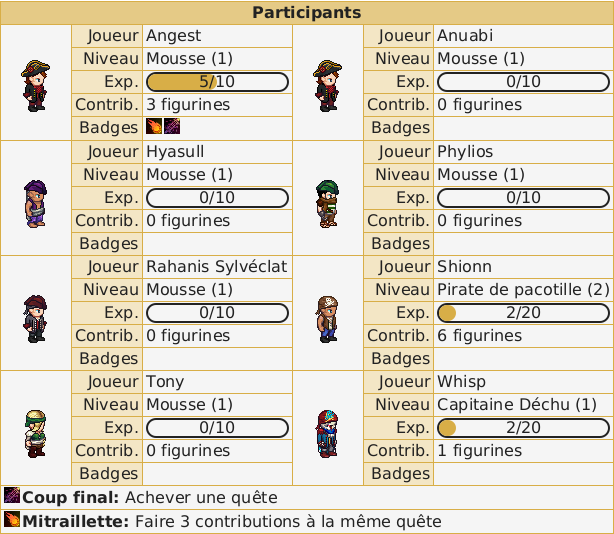 Participants
Joueur Angest
Niveau Mousse (1)
Exp. 5/10
Contrib. 3 figurines
Badges
Joueur Anuabi
Niveau Mousse (1)
Exp. 0/10
Contrib. 0 figurines
Badges
Joueur Hyasull
Niveau Mousse (1)
Exp. 0/10
Contrib. 0 figurines
Badges
Joueur Phylios
Niveau Mousse (1)
Exp. 0/10
Contrib. 0 figurines
Badges
Joueur Rahanis Sylvéclat
Niveau Mousse (1)
Exp. 0/10
Contrib. 0 figurines
Badges
Joueur Shionn
Niveau Pirate de pacotille (2)
Exp. 2/20
Contrib. 6 figurines
Badges
Joueur Tony
Niveau Mousse (1)
Exp. 0/10
Contrib. 0 figurines
Badges
Joueur Whisp
Niveau Capitaine Déchu (1)
Exp. 2/20
Contrib. 1 figurines
Badges
Coup final: Achever une quête
Mitraillette: Faire 3 contributions à la même quête